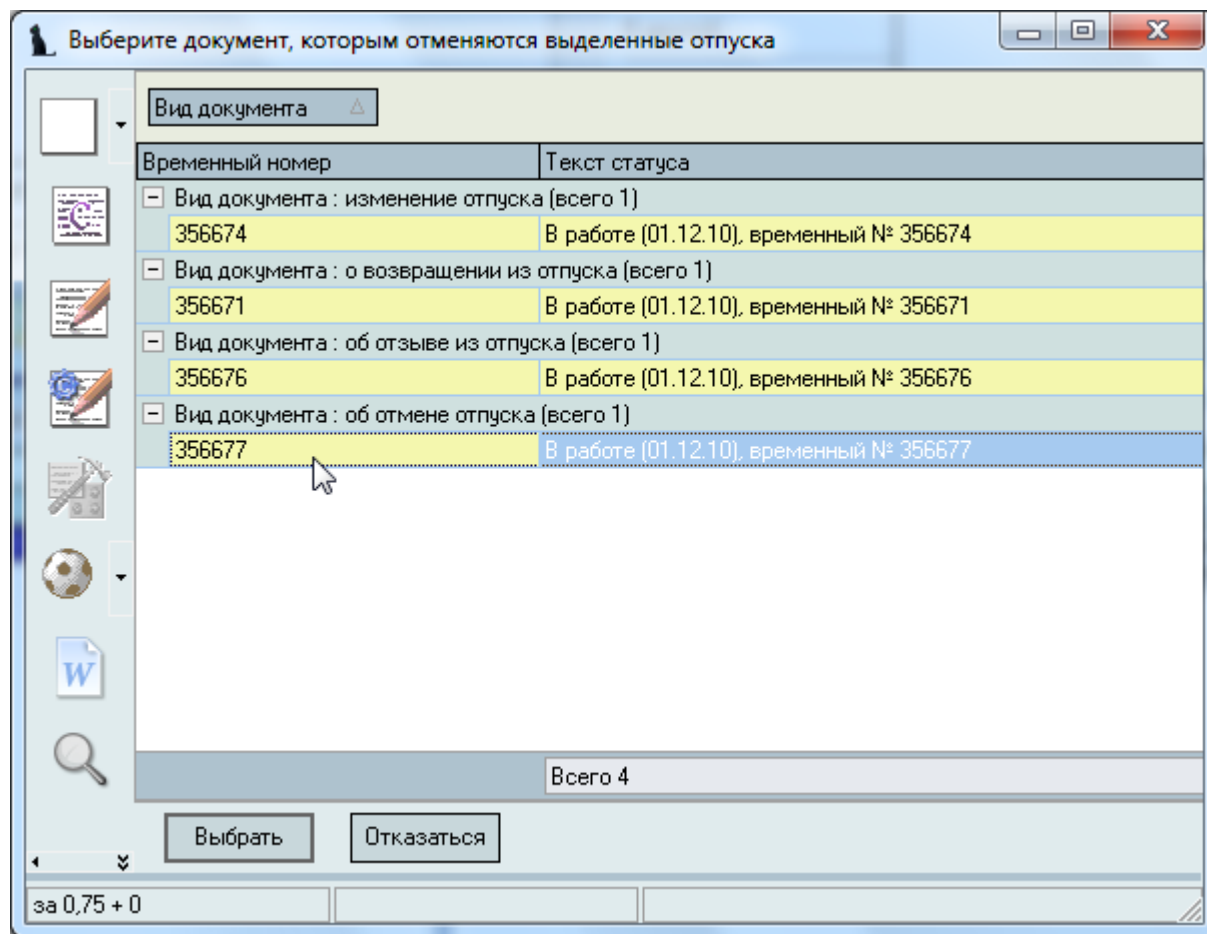 Выберите документ, которым отменяются выделенные отпуска
Вид документа
Временный номер Текст статуса
Вид документа : изменение отпуска (всего 1)
356674 В работе (01.12.10), временный № 356674
Вид документа : о возвращении из отпуска (всего 1)
356671 В работе (01.12.10), временный № 356671
Вид документа : об отзыве из отпуска (всего 1)
356676 В работе (01.12.10), временный № 356676
Вид документа : об отмене отпуска (всего 1)
356677 В работе (01.12.10), временный № 356677
Всего 4
Выбрать Отказаться
за 0,75 + 0